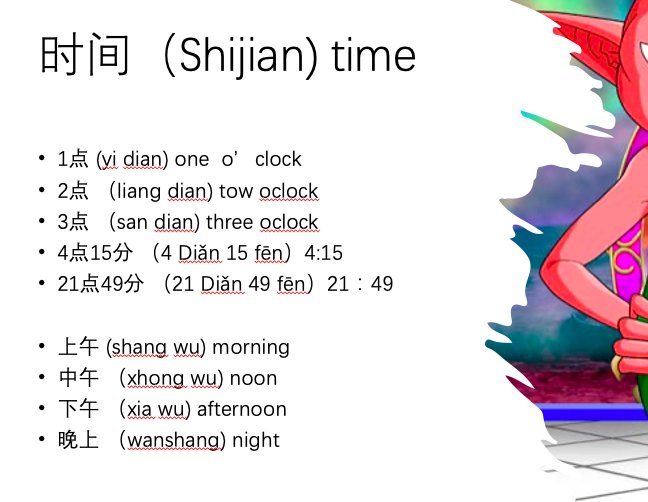 时间（Shijian) time
• 1点 (yi dian) one o’ clock
• 2点 （liang dian) tow oclock
• 3点 （san dian) three oclock
• 4点15分 （4 Diǎn 15 fēn）4:15
• 21点49分 （21 Diǎn 49 fēn）21：49
• 上午 (shang wu) morning
• 中午 （xhong wu) noon
• 下午 （xia wu) afternoon
• 晚上 （wanshang) night